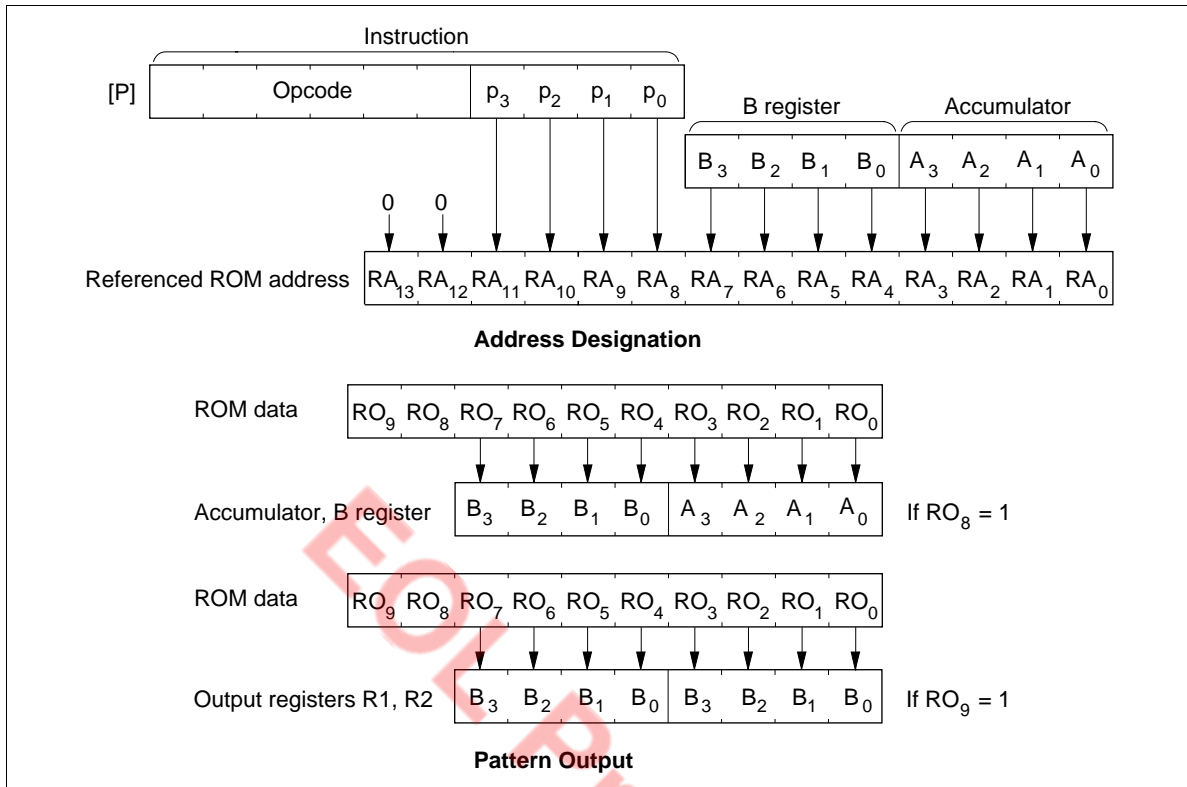 Instruction
[P] Opcode p3 p2 p1 p0
B register Accumulator
B3 B2 B1 B0 A3 A2 A1 A0
0 0
Referenced ROM address RA13 RA12 RA11 RA10 RA9 RA8 RA7 RA6 RA5 RA4 RA3 RA2 RA1 RA0
Address Designation
ROM data RO9 RO8 RO7 RO6 RO5 RO4 RO3 RO2 RO1 RO0
Accumulator, B register B3 B2 B1 B0 A3 A2 A1 A0 If RO8 = 1
ROM data RO9 RO8 RO7 RO6 RO5 RO4 RO3 RO2 RO1 RO0
Output registers R1, R2 B3 B2 B1 B0 B3 B2 B1 B0 If RO9 = 1
Pattern Output
EOL